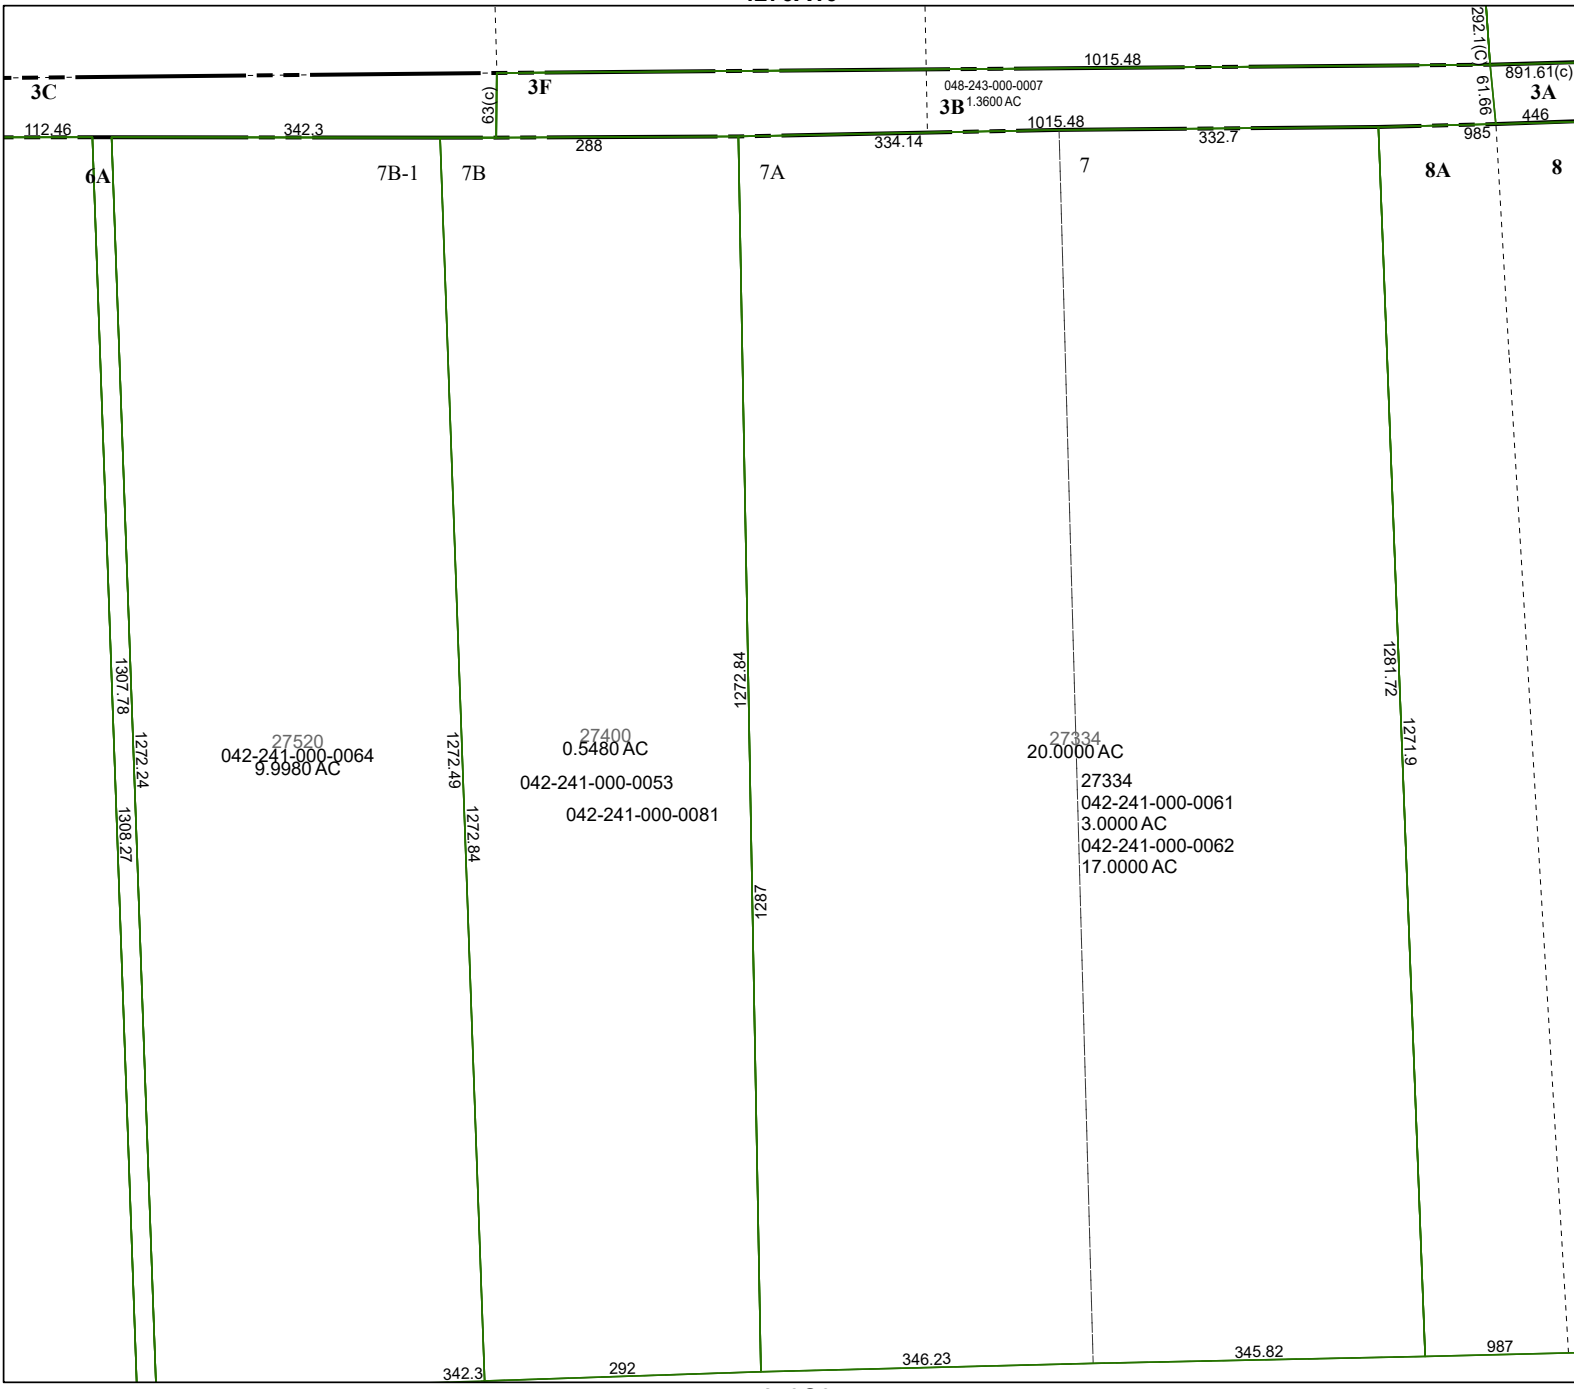 292.1(C)
1015.48
3C
3F
63(c)
048-243-000-0007
3B 1.3600 AC
61.66
891.61(c)
3A
112.46
342.3
288
334.14
1015.48
332.7
985
446
6A
7B-1
7B
7A
7
8A
8
1307.78
1272.84
1281.72
1272.24
27520
042-241-000-0064
9.9980 AC
1272.49
27400
0.5480 AC
042-241-000-0053
042-241-000-0081
27334
20.0000 AC
27334
042-241-000-0061
3.0000 AC
042-241-000-0062
17.0000 AC
1271.9
1308.27
1272.84
1287
342.3
292
346.23
345.82
987